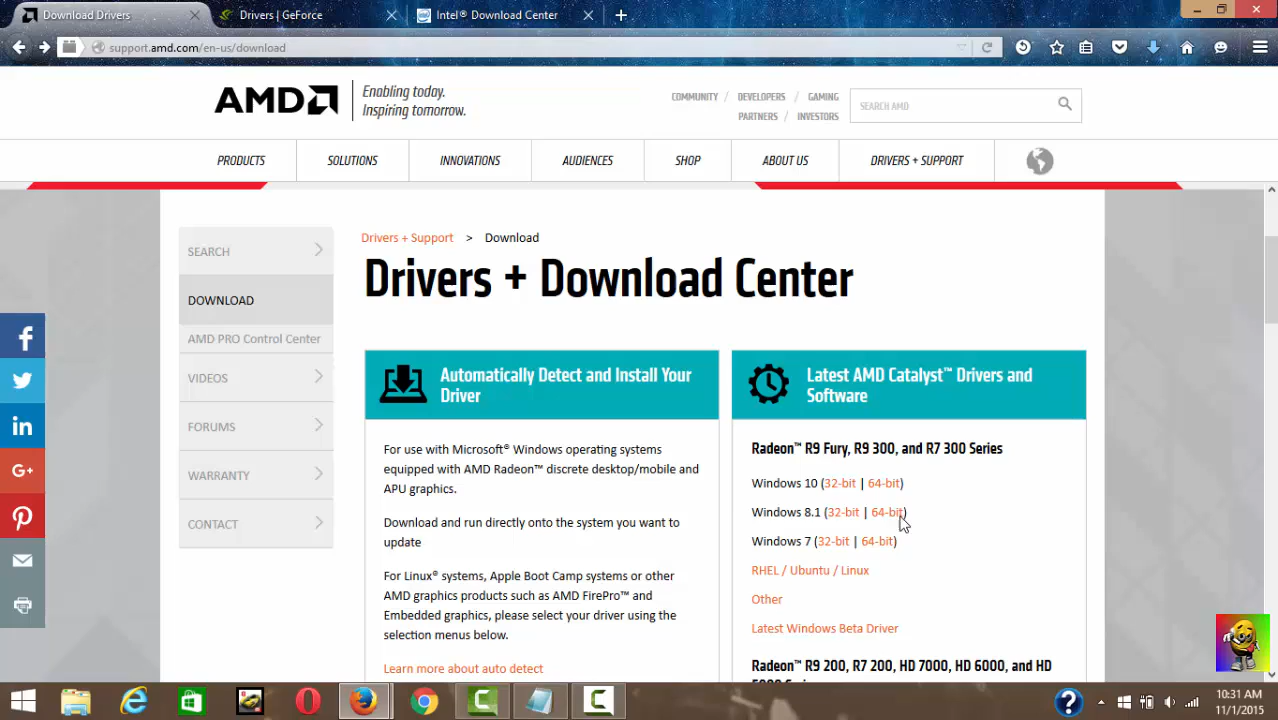 Download Drivers
Drivers | GeForce
Intel® Download Center
support.amd.com/en-us/download
AMD
Enabling today.
Inspiring tomorrow.
COMMUNITY / DEVELOPERS / GAMING
PARTNERS / INVESTORS
SEARCH AMD
PRODUCTS
SOLUTIONS
INNOVATIONS
AUDIENCES
SHOP
ABOUT US
DRIVERS + SUPPORT
SEARCH
DOWNLOAD
AMD PRO Control Center
VIDEOS
FORUMS
WARRANTY
CONTACT
Drivers + Support > Download
Drivers + Download Center
Automatically Detect and Install Your
Driver
For use with Microsoft® Windows operating systems
equipped with AMD Radeon™ discrete desktop/mobile and
APU graphics.
Download and run directly onto the system you want to
update
For Linux® systems, Apple Boot Camp systems or other
AMD graphics products such as AMD FirePro™ and
Embedded graphics, please select your driver using the
selection menus below.
Learn more about auto detect
Latest AMD Catalyst™ Drivers and
Software
Radeon™ R9 Fury, R9 300, and R7 300 Series
Windows 10 (32-bit | 64-bit)
Windows 8.1 (32-bit | 64-bit)
Windows 7 (32-bit | 64-bit)
RHEL / Ubuntu / Linux
Other
Latest Windows Beta Driver
Radeon™ R9 200, R7 200, HD 7000, HD 6000, and HD
10:31 AM
11/1/2015